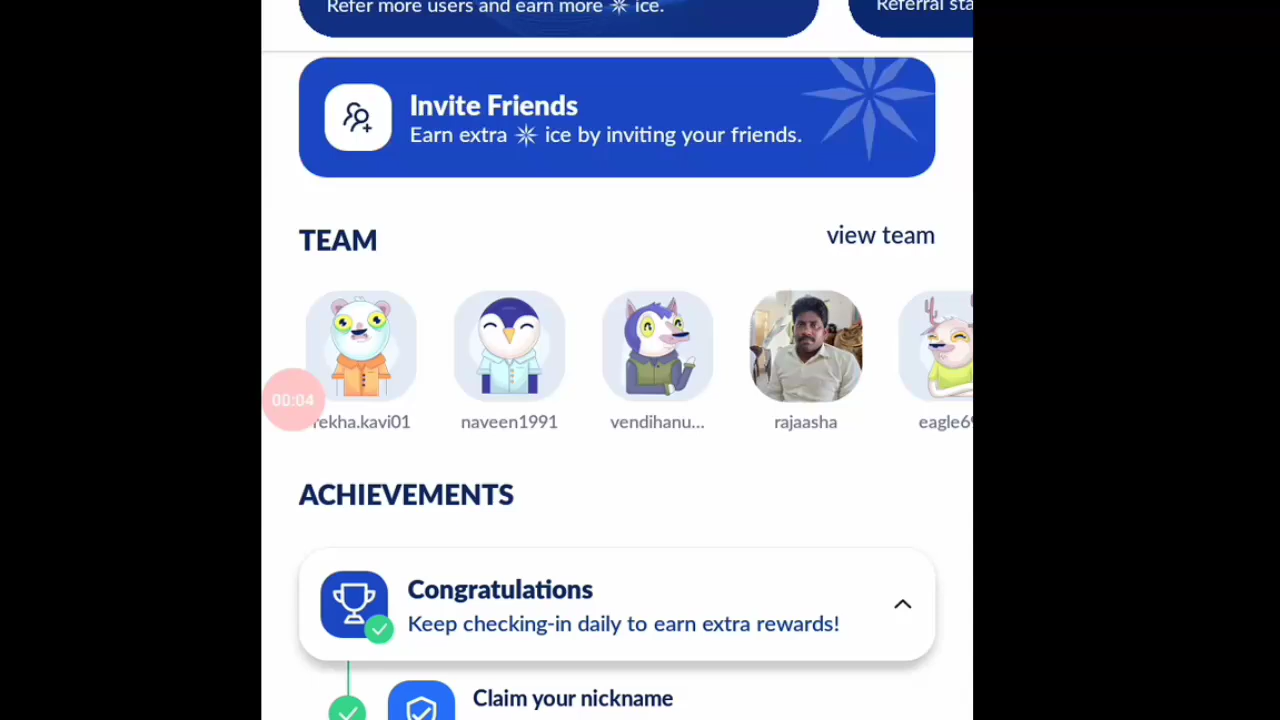 Refer more users and earn more ice.
Referral sta
Invite Friends
Earn extra ice by inviting your friends.
TEAM
view team
00:04
rekha.kavi01
naveen1991
vendihanu...
rajaasha
eagle69
ACHIEVEMENTS
Congratulations
Keep checking-in daily to earn extra rewards!
Claim your nickname